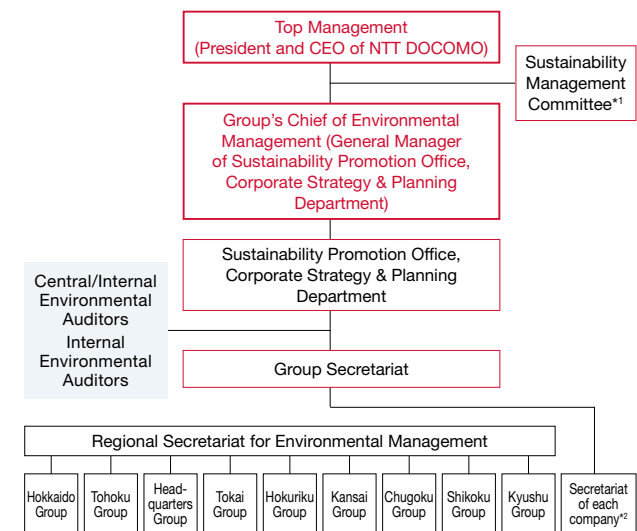 Top Management
(President and CEO of NTT DOCOMO)
Sustainability
Management
Committee*1
Group's Chief of Environmental
Management (General Manager
of Sustainability Promotion Office,
Corporate Strategy & Planning
Department)
Sustainability Promotion Office,
Corporate Strategy & Planning
Department
Central/Internal
Environmental
Auditors
Internal
Environmental
Auditors
Group Secretariat
Regional Secretariat for Environmental Management
Hokkaido
Group
Tohoku
Group
Head-
quarters
Group
Tokai
Group
Hokuriku
Group
Kansai
Group
Chugoku
Group
Shikoku
Group
Kyushu
Group
Secretariat
of each
company*2